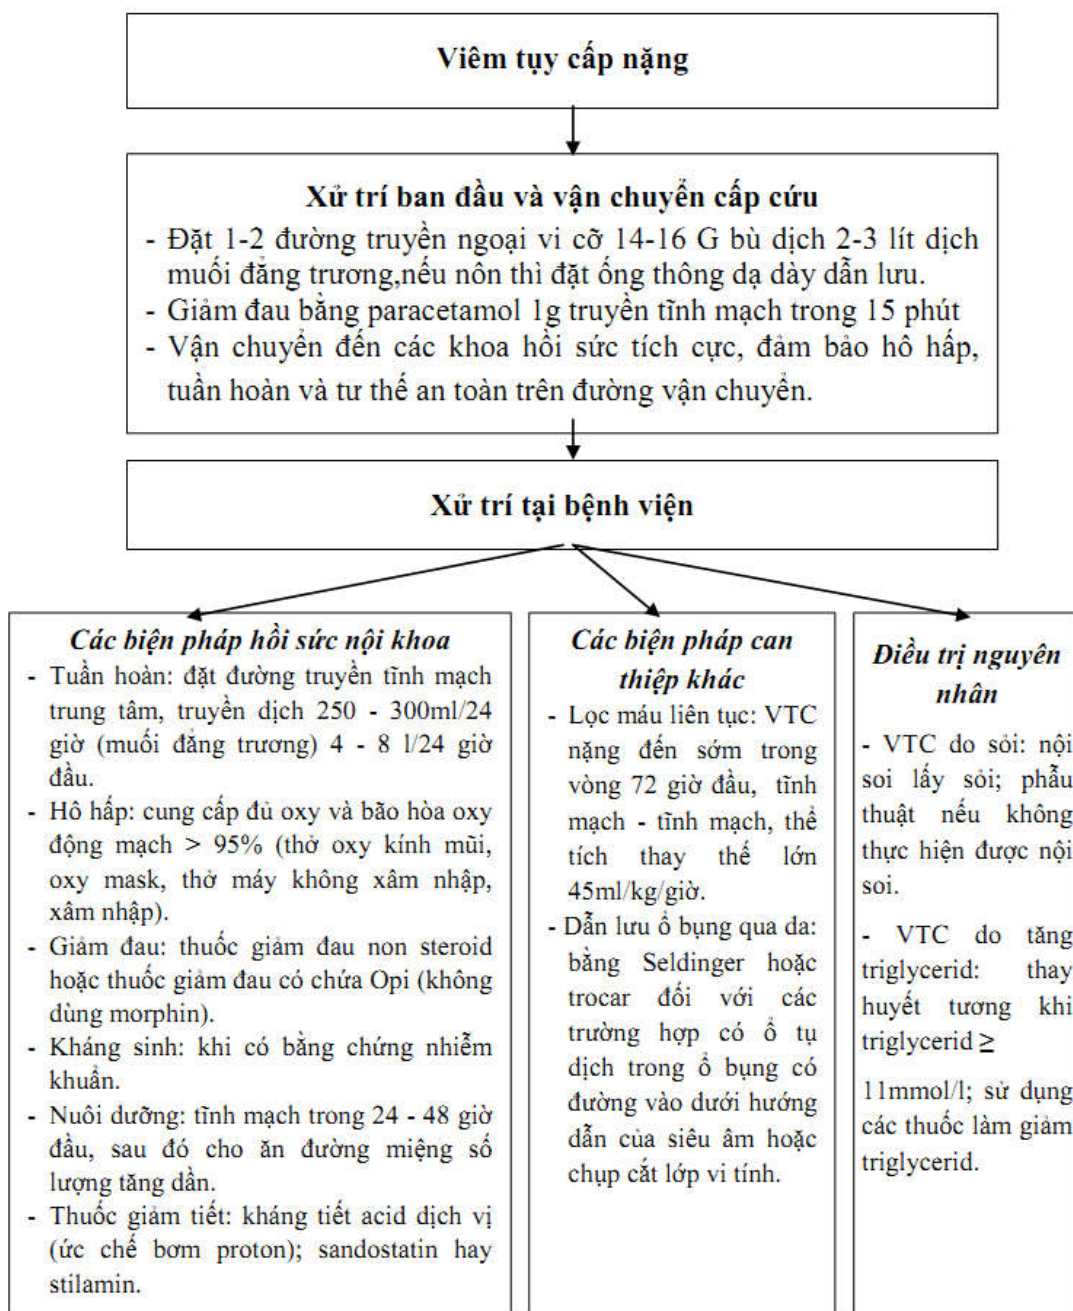 Viêm tụy cấp nặng
Xử trí ban đầu và vận chuyển cấp cứu
- Đặt 1-2 đường truyền ngoại vi cỡ 14-16 G bù dịch 2-3 lít dịch
muối đẳng trương,nếu nôn thì đặt ống thông dạ dày dẫn lưu.
- Giảm đau bằng paracetamol 1g truyền tĩnh mạch trong 15 phút
- Vận chuyển đến các khoa hồi sức tích cực, đảm bảo hô hấp,
tuần hoàn và tư thế an toàn trên đường vận chuyển.
Xử trí tại bệnh viện
Các biện pháp hồi sức nội khoa
- Tuần hoàn: đặt đường truyền tĩnh mạch
trung tâm, truyền dịch 250 - 300ml/24
giờ (muối đẳng trương) 4 - 8 l/24 giờ
đầu.
- Hô hấp: cung cấp đủ oxy và bão hòa oxy
động mạch > 95% (thở oxy kính mũi,
oxy mask, thở máy không xâm nhập,
xâm nhập).
- Giảm đau: thuốc giảm đau non steroid
hoặc thuốc giảm đau có chứa Opi (không
dùng morphin).
- Kháng sinh: khi có bằng chứng nhiễm
khuẩn.
- Nuôi dưỡng: tĩnh mạch trong 24 - 48 giờ
đầu, sau đó cho ăn đường miệng số
lượng tăng dần.
- Thuốc giảm tiết: kháng tiết acid dịch vị
(ức chế bơm proton); sandostatin hay
stilamin.
Các biện pháp can
thiệp khác
- Lọc máu liên tục: VTC
nặng đến sớm trong
vòng 72 giờ đầu, tĩnh
mạch - tĩnh mạch, thể
tích thay thế lớn
45ml/kg/giờ.
- Dẫn lưu ổ bụng qua da:
bằng Seldinger hoặc
trocar đối với các
trường hợp có ổ tụ
dịch trong ổ bụng có
đường vào dưới hướng
dẫn của siêu âm hoặc
chụp cắt lớp vi tính.
Điều trị nguyên
nhân
- VTC do sỏi: nội
soi lấy sỏi; phẫu
thuật nếu không
thực hiện được nội
soi.
- VTC do tăng
triglycerid: thay
huyết tương khi
triglycerid ≥
11mmol/l; sử dụng
các thuốc làm giảm
triglycerid.